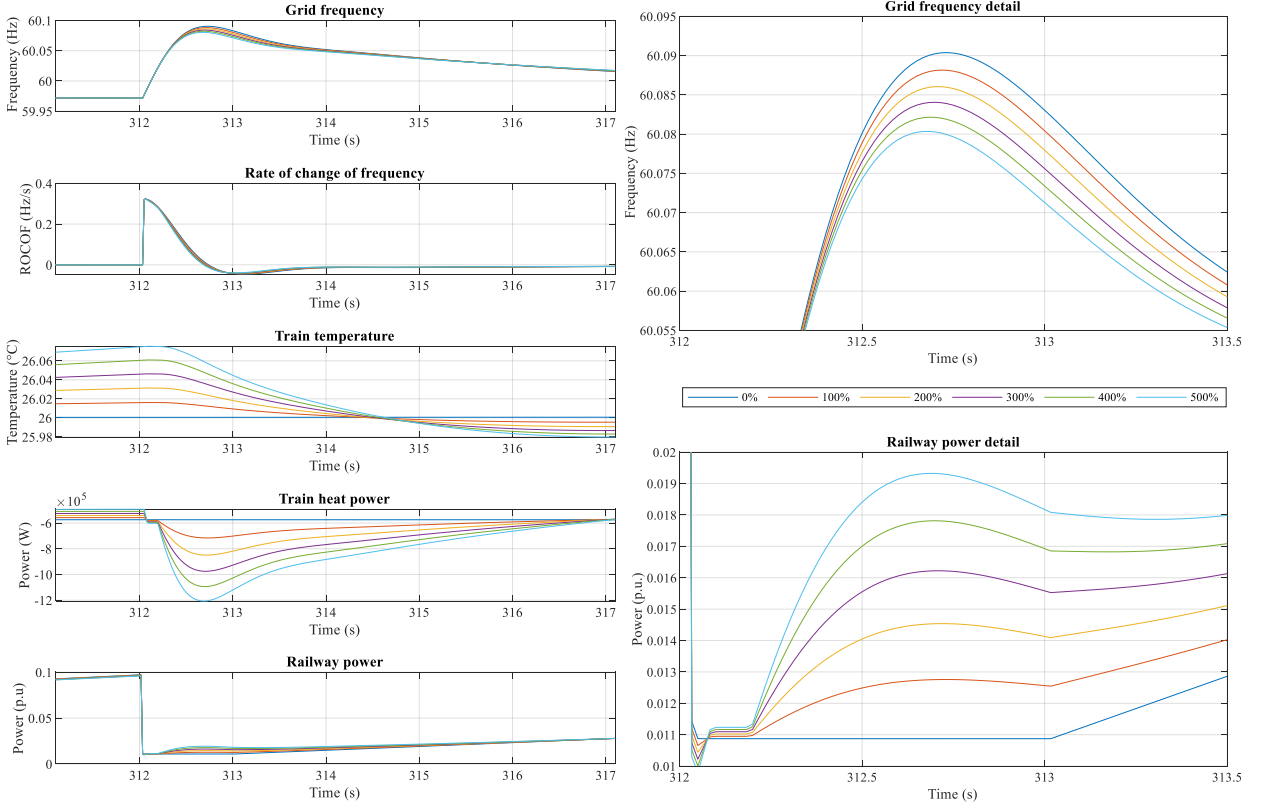 Grid frequency
60.1
60.05
60
59.95
Frequency (Hz)
312 313 314 315 316 317
Time (s)
Rate of change of frequency
0.4
0.2
0
ROCOF (Hz/s)
312 313 314 315 316 317
Time (s)
Train temperature
26.06
26.04
26.02
26
25.98
Temperature (°C)
312 313 314 315 316 317
Time (s)
Train heat power
×10⁵
-6
-8
-10
-12
Power (W)
312 313 314 315 316 317
Time (s)
Railway power
0.1
0.05
0
Power (p.u)
312 313 314 315 316 317
Time (s)
Grid frequency detail
60.095
60.09
60.085
60.08
60.075
60.07
60.065
60.06
60.055
Frequency (Hz)
312 312.5 313 313.5
Time (s)
0% 100% 200% 300% 400% 500%
Railway power detail
0.02
0.019
0.018
0.017
0.016
0.015
0.014
0.013
0.012
0.011
0.01
Power (p.u.)
312 312.5 313 313.5
Time (s)